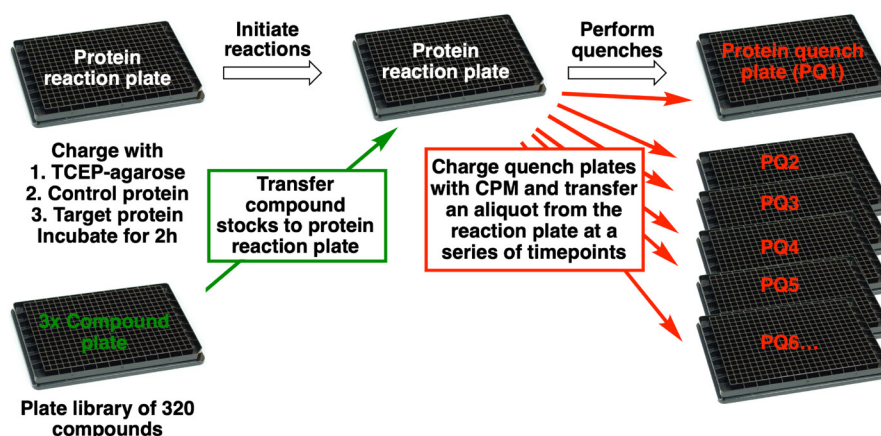 Protein
reaction plate
Initiate
reactions
Protein
reaction plate
Perform
quenches
Protein quench
plate (PQ1)
Charge with
1. TCEP-agarose
2. Control protein
3. Target protein
Incubate for 2h
Transfer
compound
stocks to protein
reaction plate
Charge quench plates
with CPM and transfer
an aliquot from the
reaction plate at a
series of timepoints
PQ2
PQ3
PQ4
PQ5
PQ6...
3x Compound
plate
Plate library of 320
compounds